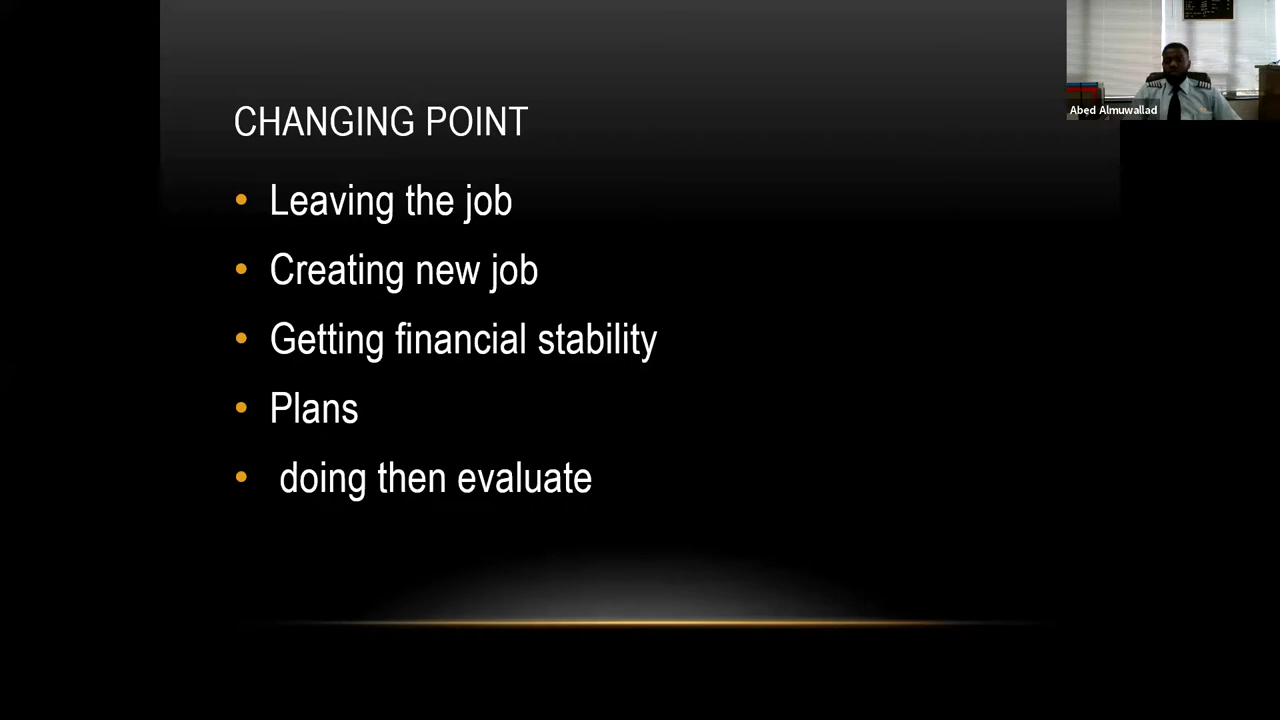 Abed Almuwallad
CHANGING POINT
• Leaving the job
• Creating new job
• Getting financial stability
• Plans
• doing then evaluate